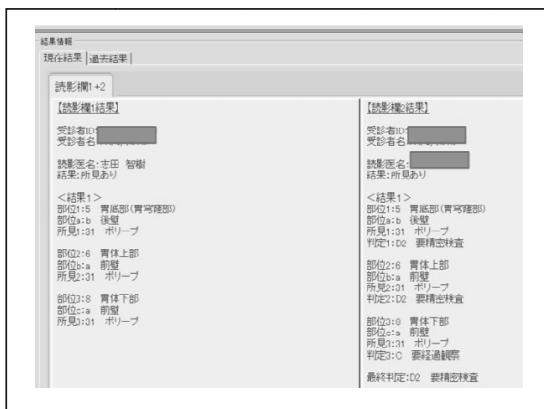 結果情報
現在結果 過去結果
読影欄1+2
【読影欄1結果】
受診者ID:
受診者名
読影医名:志田 智樹
結果:所見あり
<結果1>
部位1:5 胃底部(胃穹窿部)
部位a:b 後壁
所見1:31 ポリープ
部位2:6 胃体上部
部位b:a 前壁
所見2:31 ポリープ
部位3:8 胃体下部
部位c:a 前壁
所見3:31 ポリープ
【読影欄2結果】
受診者ID:
受診者名
読影医名:
結果:所見あり
<結果1>
部位1:5 胃底部(胃穹窿部)
部位a:b 後壁
所見1:31 ポリープ
判定1:D2 要精密検査
部位2:6 胃体上部
部位b:a 前壁
所見2:31 ポリープ
判定2:D2 要精密検査
部位3:8 胃体下部
部位c:a 前壁
所見3:31 ポリープ
判定3:C 要経過観察
最終判定:D2 要精密検査